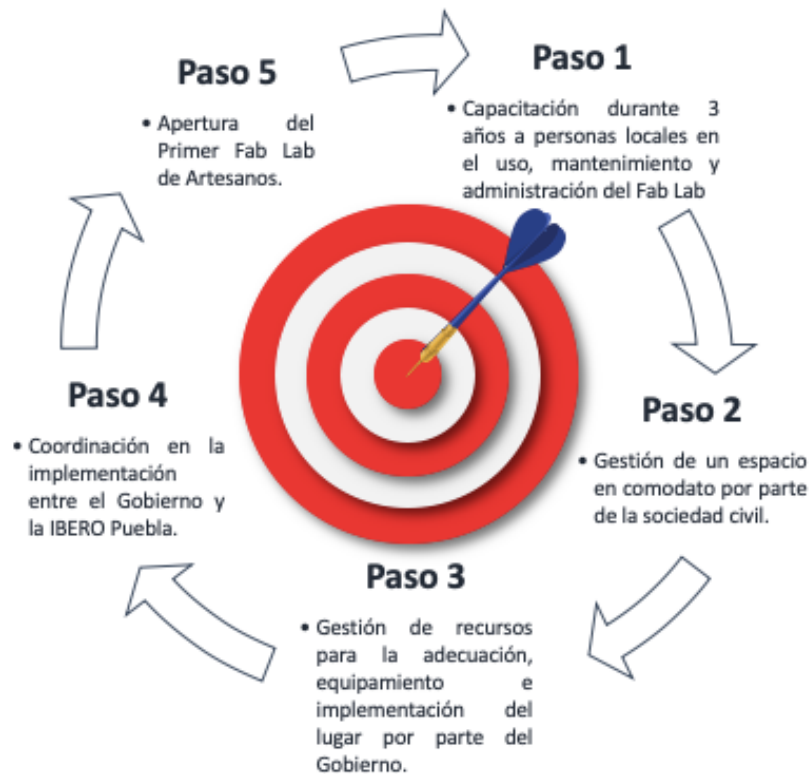 Paso 1
• Capacitación durante 3
años a personas locales en
el uso, mantenimiento y
administración del Fab Lab
Paso 2
• Gestión de un espacio
en comodato por parte
de la sociedad civil.
Paso 3
• Gestión de recursos
para la adecuación,
equipamiento e
implementación del
lugar por parte del
Gobierno.
Paso 4
• Coordinación en la
implementación
entre el Gobierno y
la IBERO Puebla.
Paso 5
• Apertura del
Primer Fab Lab
de Artesanos.